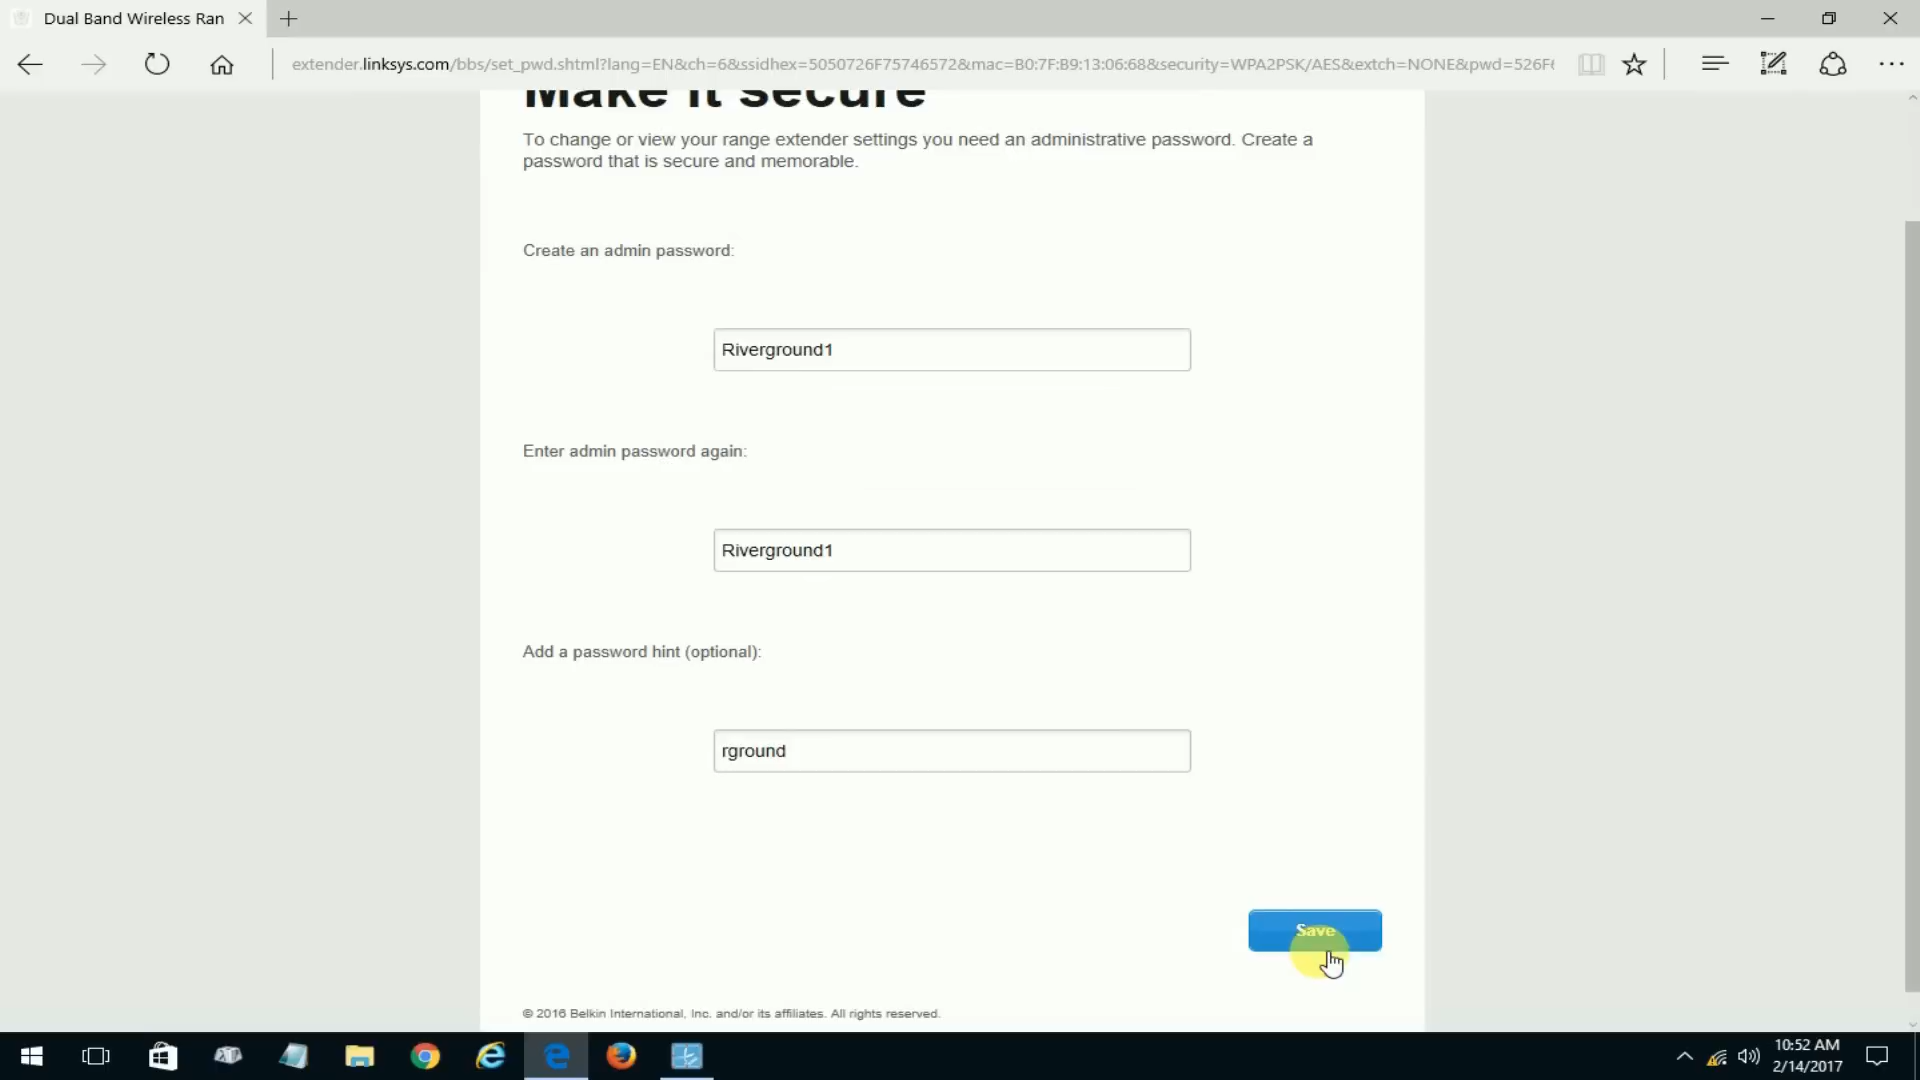 Dual Band Wireless Ran
extender.linksys.com/bbs/set_pwd.shtml?lang=EN&ch=6&ssidhex=5050726F75746572&mac=B0:7F:B9:13:06:68&security=WPA2PSK/AES&extch=NONE&pwd=526F6
Make it secure
To change or view your range extender settings you need an administrative password. Create a
password that is secure and memorable.
Create an admin password:
Riverground1
Enter admin password again:
Riverground1
Add a password hint (optional):
rground
Save
© 2016 Belkin International, Inc. and/or its affiliates. All rights reserved.
10:52 AM
2/14/2017